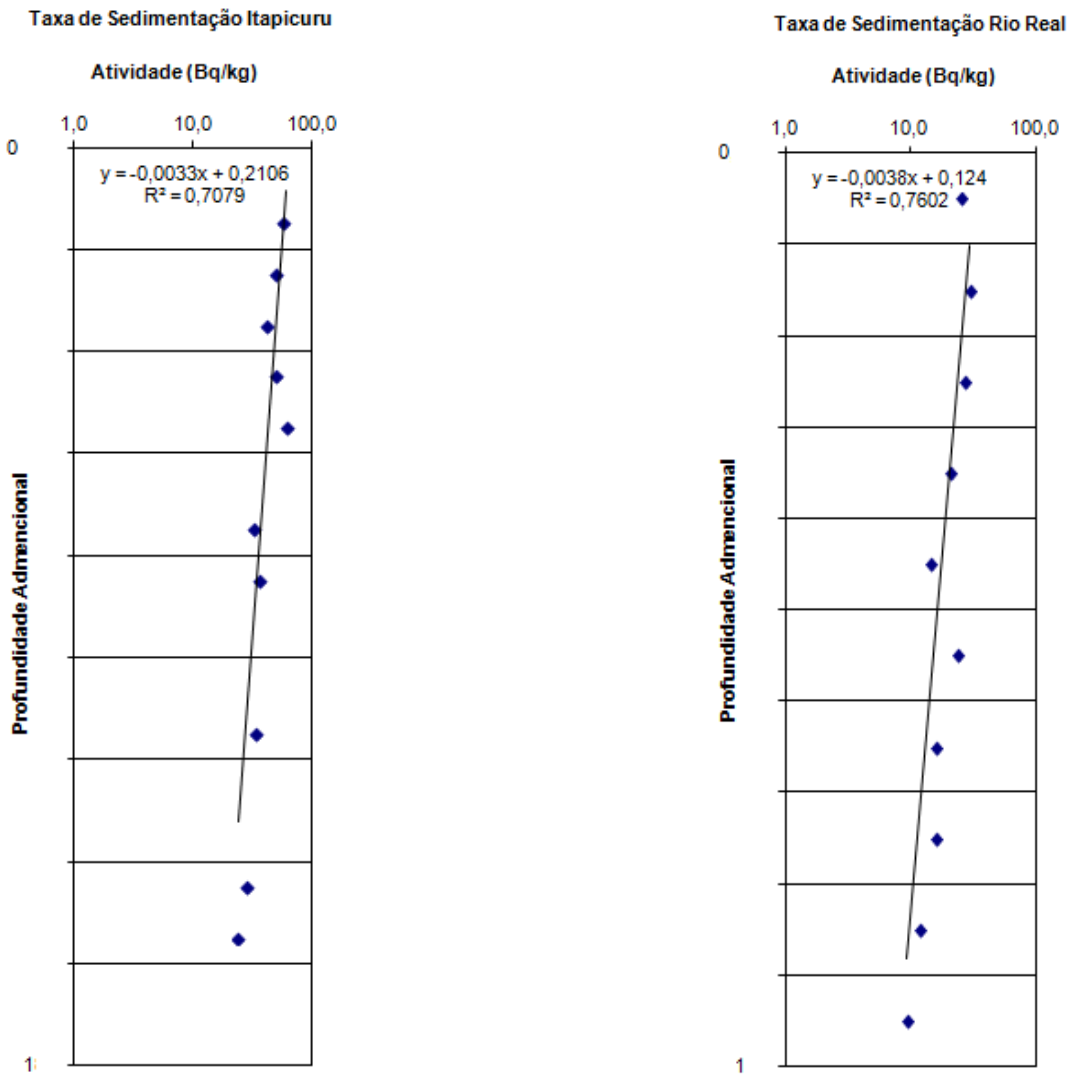 Taxa de Sedimentação Itapicuru
Atividade (Bq/kg)
1,0 10,0 100,0
0
y = -0,0033x + 0,2106
R² = 0,7079
Profundidade Admencional
1
Taxa de Sedimentação Rio Real
Atividade (Bq/kg)
1,0 10,0 100,0
0
y = -0,0038x + 0,124
R² = 0,7602
Profundidade Admencional
1